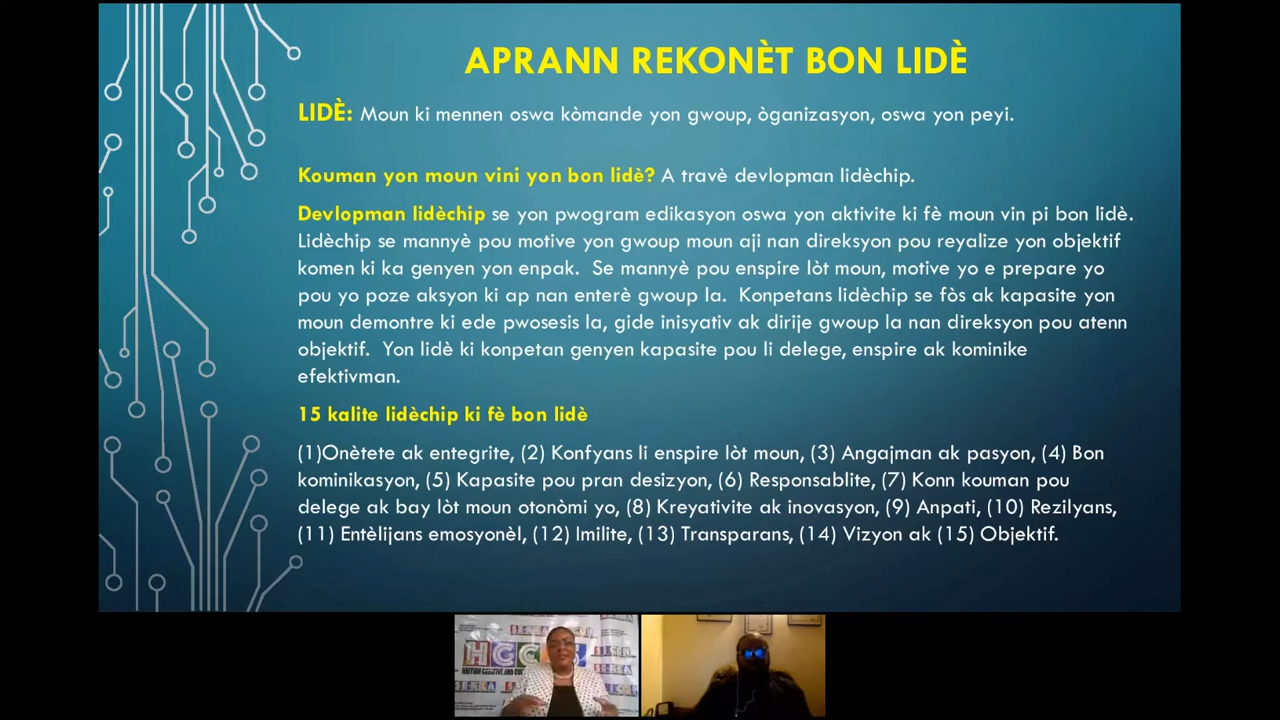 APRANN REKONÈT BON LIDÈ
LIDÈ: Moun ki mennen oswa kòmande yon gwoup, òganizasyon, oswa yon peyi.
Kouman yon moun vini yon bon lidè? A travè devlopman lidèchip.
Devlopman lidèchip se yon pwogram edikasyon oswa yon aktivite ki fè moun vin pi bon lidè.
Lidèchip se mannyè pou motive yon gwoup moun aji nan direksyon pou reyalize yon objektif
komen ki ka genyen yon enpak. Se mannyè pou enspire lòt moun, motive yo e prepare yo
pou yo poze aksyon ki ap nan enterè gwoup la. Konpetans lidèchip se fòs ak kapasite yon
moun demontre ki ede pwosesis la, gide inisyativ ak dirije gwoup la nan direksyon pou atenn
objektif. Yon lidè ki konpetan genyen kapasite pou li delege, enspire ak kominike
efektivman.
15 kalite lidèchip ki fè bon lidè
(1)Onètete ak entegrite, (2) Konfyans li enspire lòt moun, (3) Angajman ak pasyon, (4) Bon
kominikasyon, (5) Kapasite pou pran desizyon, (6) Responsablite, (7) Konn kouman pou
delege ak bay lòt moun otonòmi yo, (8) Kreyativite ak inovasyon, (9) Anpati, (10) Rezilyans,
(11) Entèlijans emosyonèl, (12) Imilite, (13) Transparans, (14) Vizyon ak (15) Objektif.